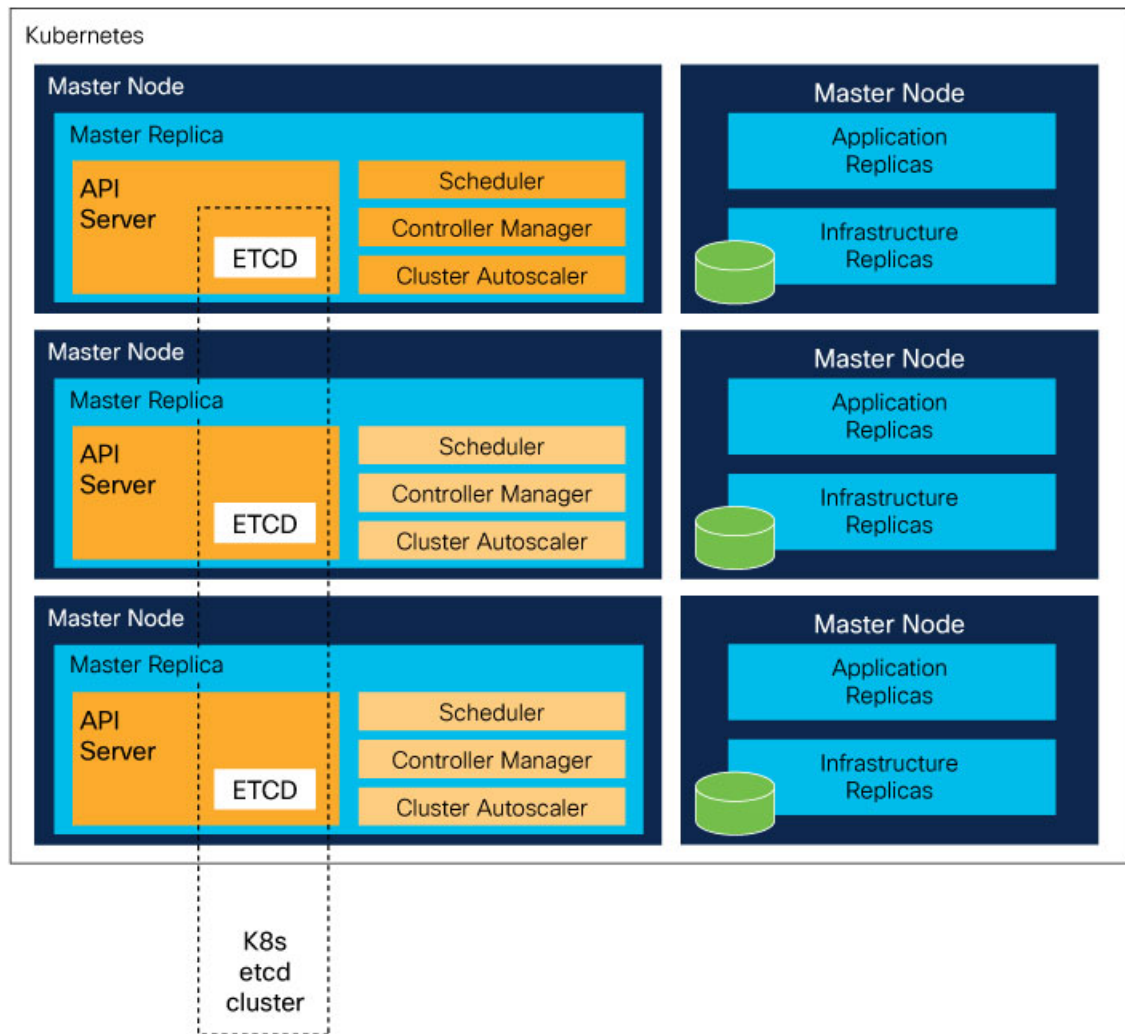 Kubernetes
Master Node
Master Replica
API
Server
ETCD
Scheduler
Controller Manager
Cluster Autoscaler
Master Node
Application
Replicas
Infrastructure
Replicas
Master Node
Master Replica
API
Server
ETCD
Scheduler
Controller Manager
Cluster Autoscaler
Master Node
Application
Replicas
Infrastructure
Replicas
Master Node
Master Replica
API
Server
ETCD
Scheduler
Controller Manager
Cluster Autoscaler
Master Node
Application
Replicas
Infrastructure
Replicas
K8s
etcd
cluster